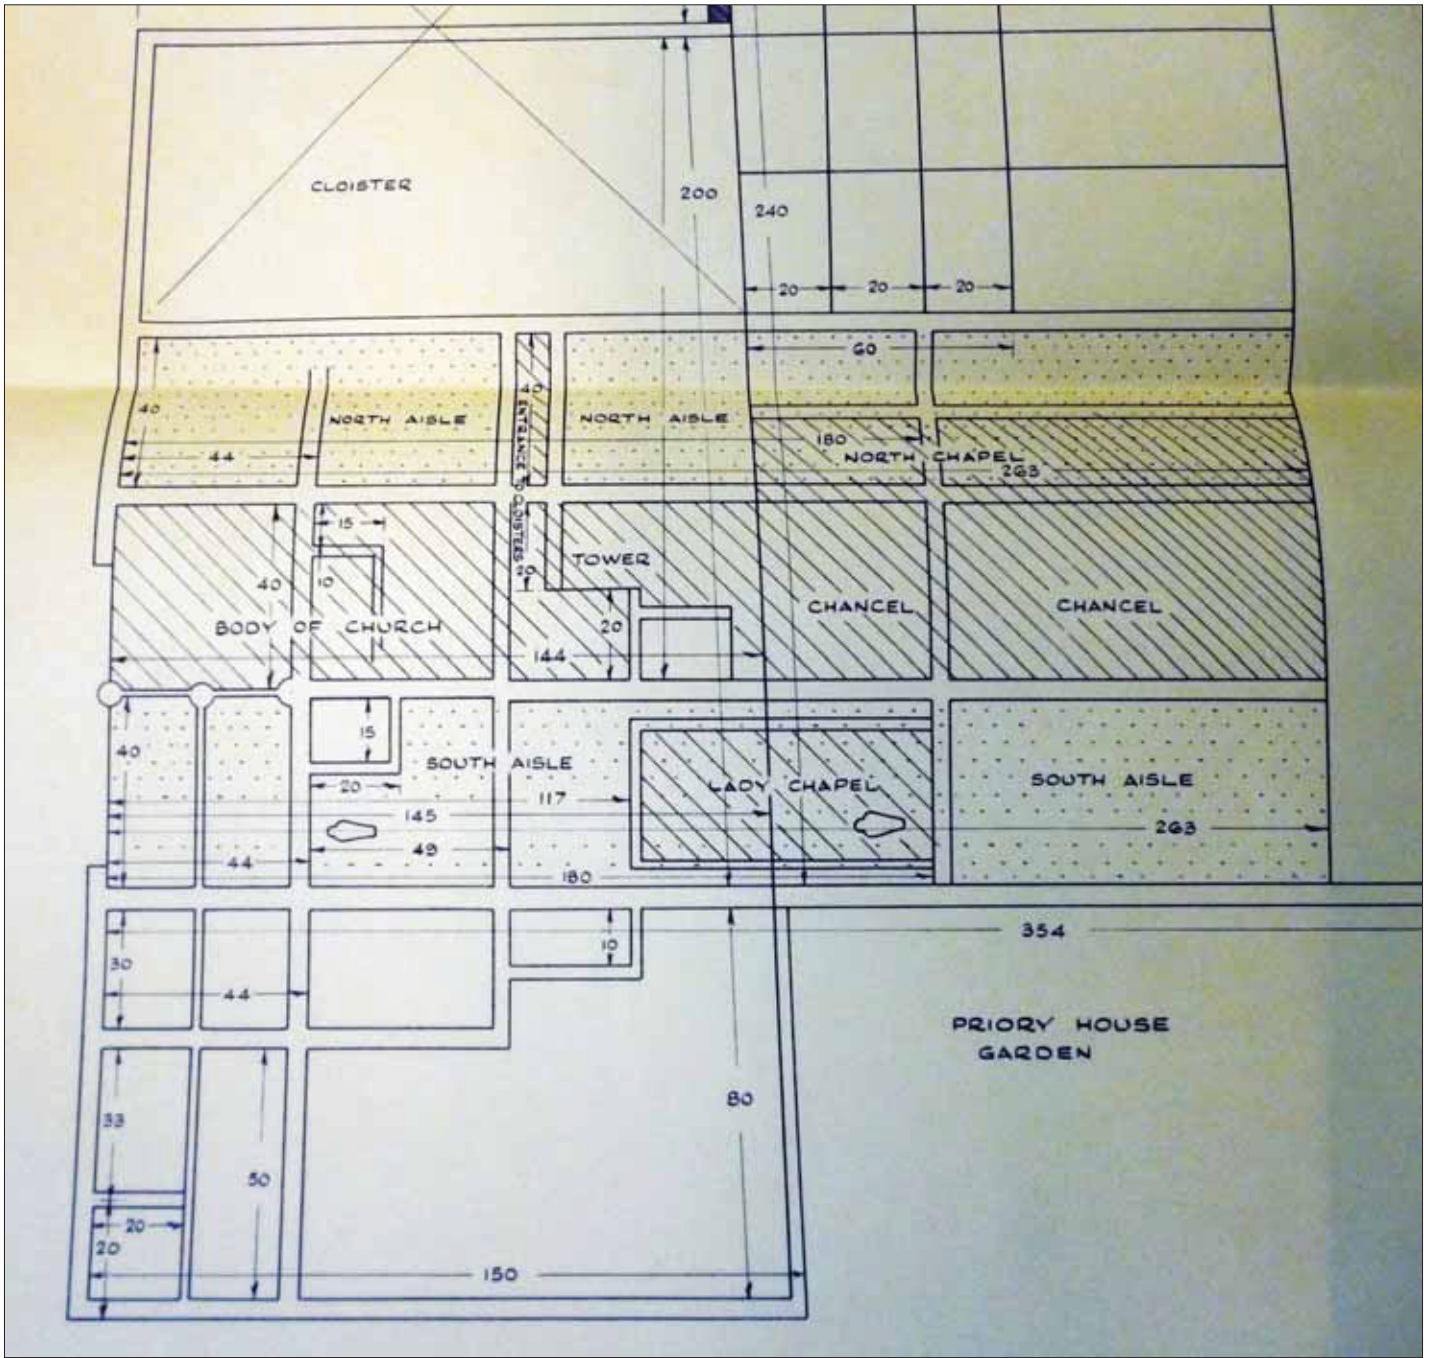 CLOISTER
200
240
20
20
20
60
40
40
NORTH AISLE
NORTH AISLE
180
44
NORTH CHAPEL
263
ENTRANCE TO CLOISTERS
15
TOWER
20
10
40
CHANCEL
CHANCEL
BODY OF CHURCH
20
144
15
40
SOUTH AISLE
20
LADY CHAPEL
SOUTH AISLE
117
145
263
49
44
180
354
10
30
44
PRIORY HOUSE
GARDEN
80
33
50
20
20
150